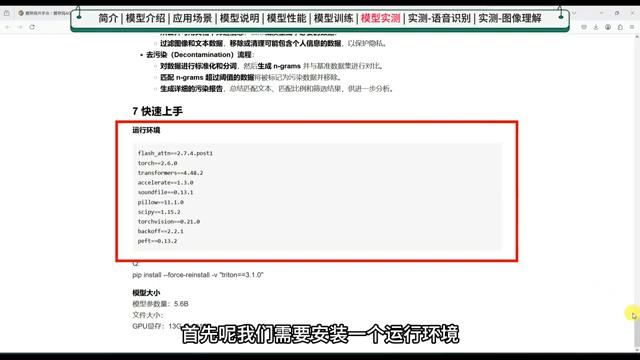 简介 | 模型介绍 | 应用场景 | 模型说明 | 模型性能 | 模型训练 | 模型实测 | 实测-语音识别 | 实测-图像理解
过滤图像和文本数据，移除或清理可能包含个人信息的数据，以保护隐私。
去污染（Decontamination）流程：
对数据进行标准化和分词，然后生成 n-grams 并与基准数据集进行对比。
匹配 n-grams 超过阈值的数据将被标记为污染数据并移除。
生成详细的污染报告，总结匹配文本、匹配比例和筛选结果，供进一步分析。
7 快速上手
运行环境
flash_attn==2.7.4.post1
torch==2.6.0
transformers==4.48.2
accelerate==1.3.0
soundfile==0.13.1
pillow==11.1.0
scipy==1.15.2
torchvision==0.21.0
backoff==2.2.1
peft==0.13.2
pip install --force-reinstall -v "triton==3.1.0"
模型大小
模型参数量：5.6B
文件大小：
GPU显存：13G
首先呢我们需要安装一个运行环境